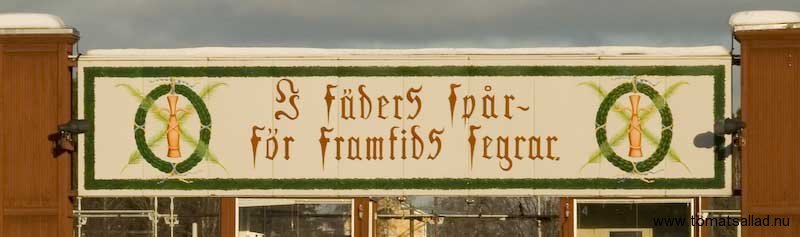 I fäders spår-
för framtids segrar.
www.tomatsallad.nu